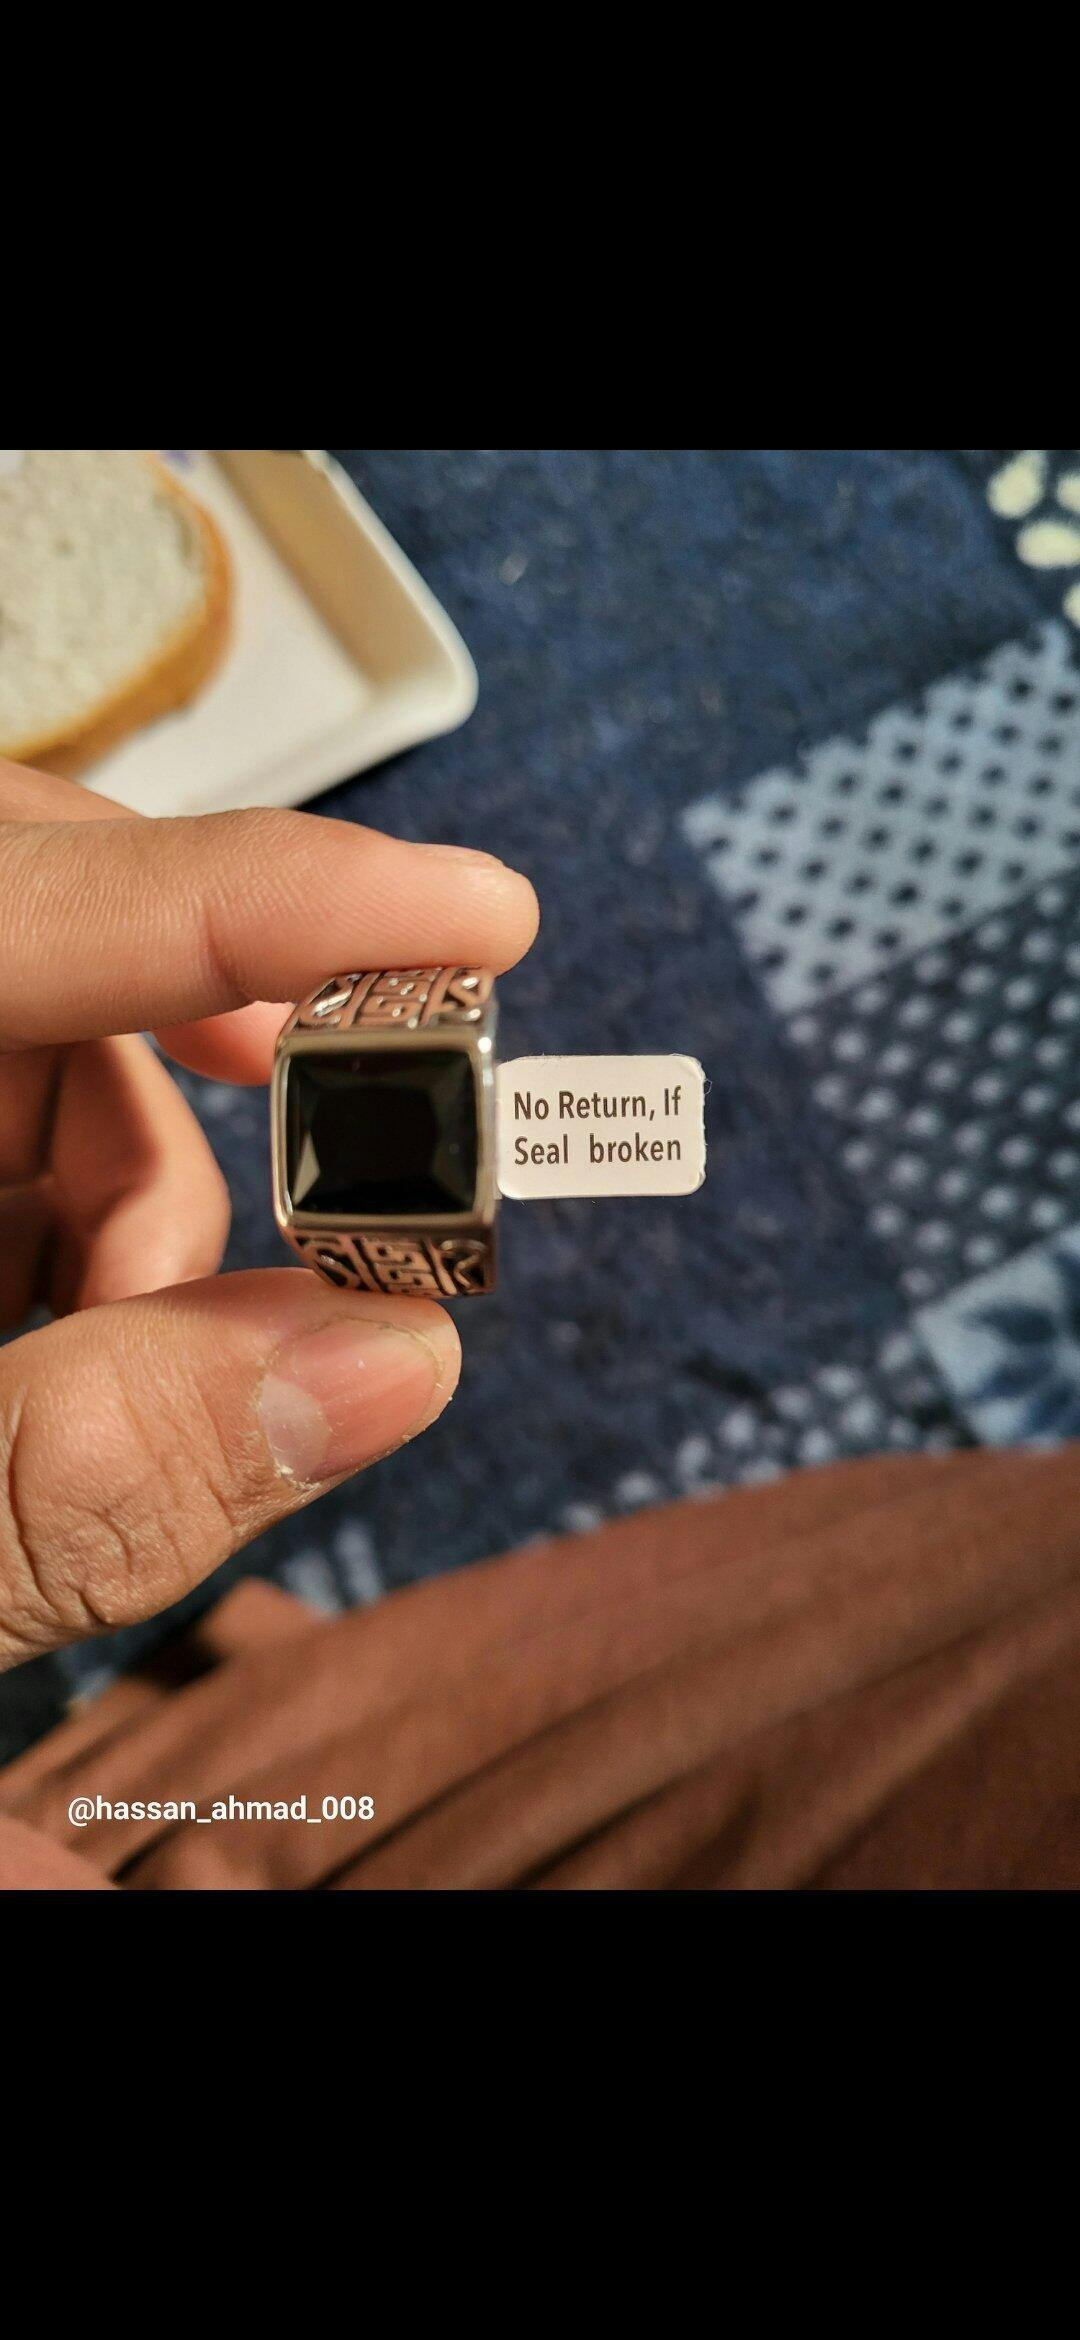 No Return, If
Seal broken
@hassan_ahmad_008